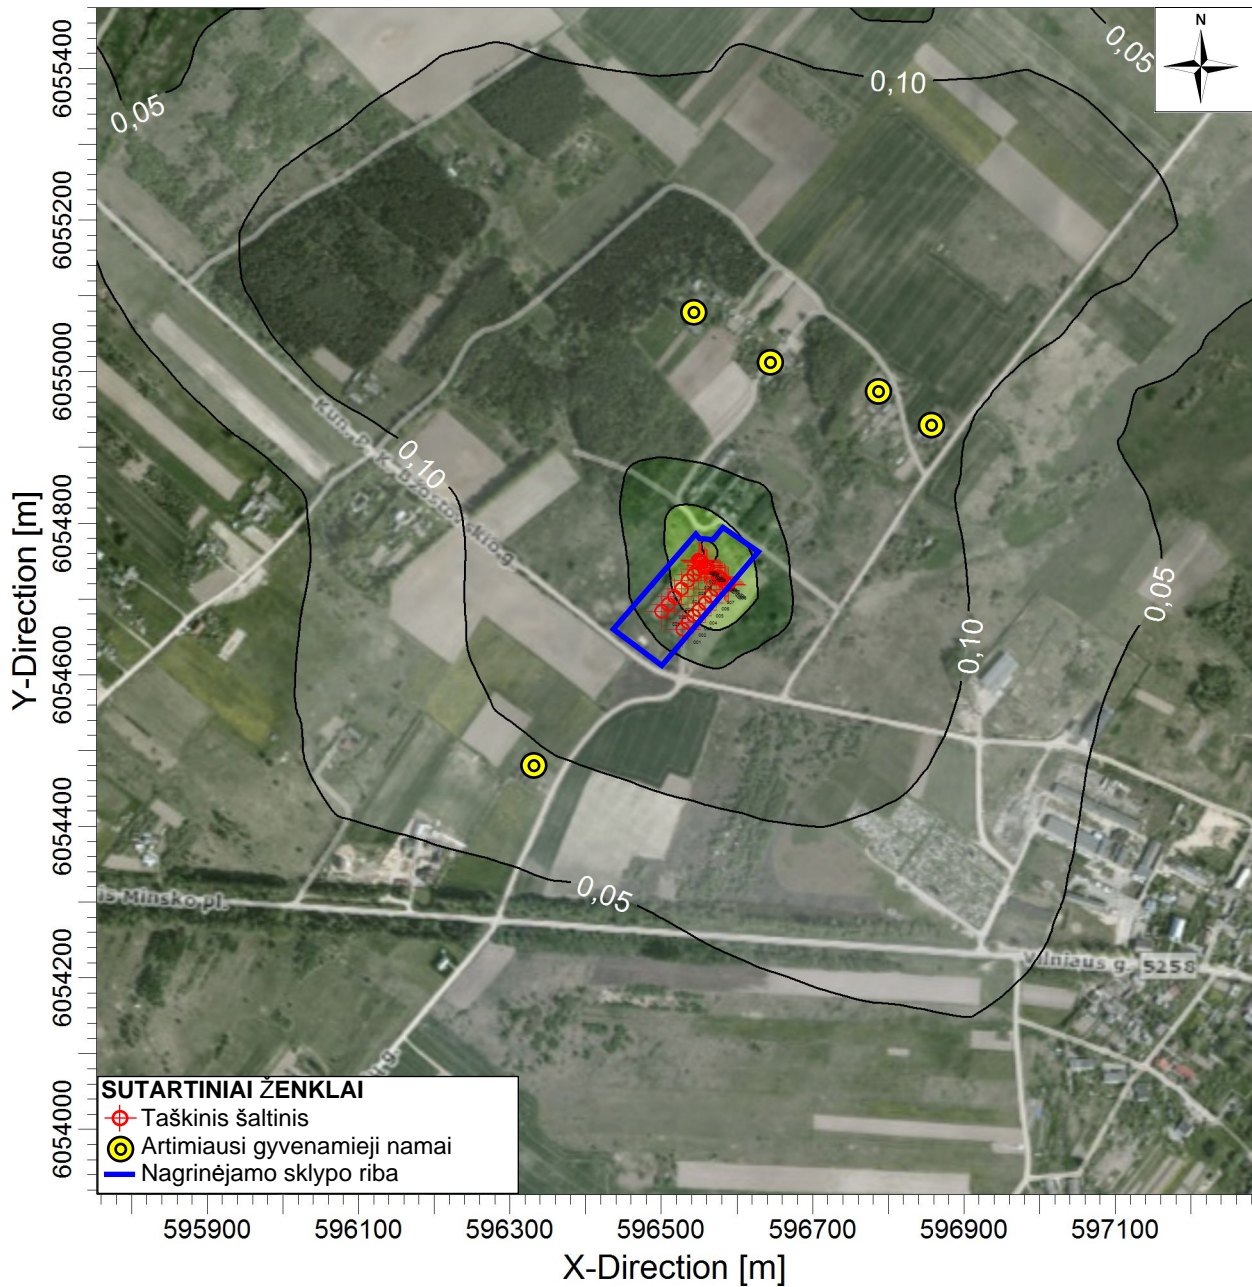 N
0,05
0,10
0,05
Kun. P. K. Bžostovskio g.
0,10
0,05
0,10
0,05
is Minsko pl.
Vilniaus g.
5258
ų g.
SUTARTINIAI ŽENKLAI
Taškinis šaltinis
Artimiausi gyvenamieji namai
Nagrinėjamo sklypo riba
Y-Direction [m]
6055400
6055200
6055000
6054800
6054600
6054400
6054200
6054000
595900
596100
596300
596500
596700
596900
597100
X-Direction [m]